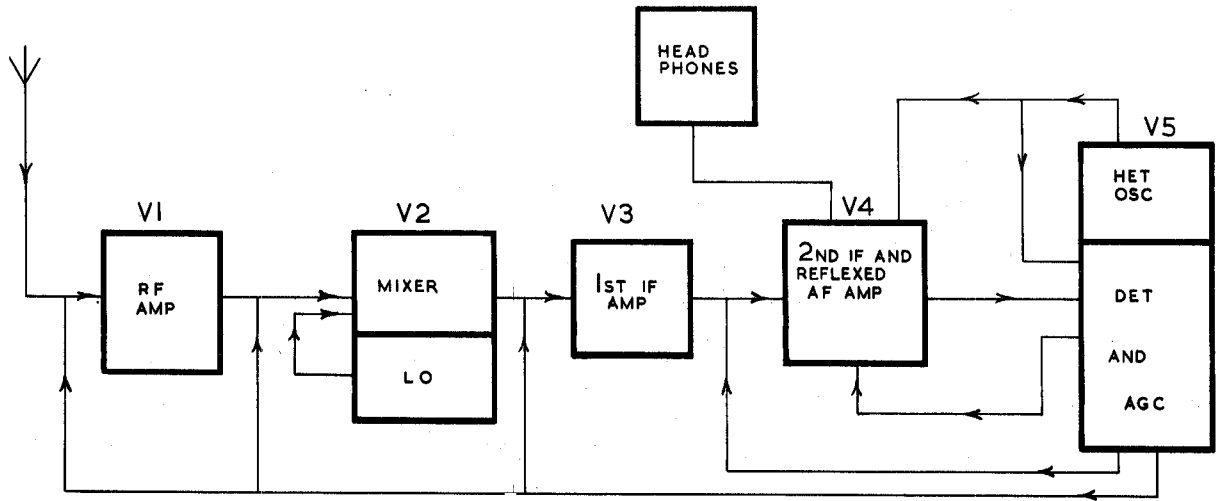 HEAD
PHONES
V5
HET
OSC
V1
V2
V3
V4
RF
AMP
MIXER
LO
1ST IF
AMP
2ND IF AND
REFLEXED
AF AMP
DET
AND
AGC